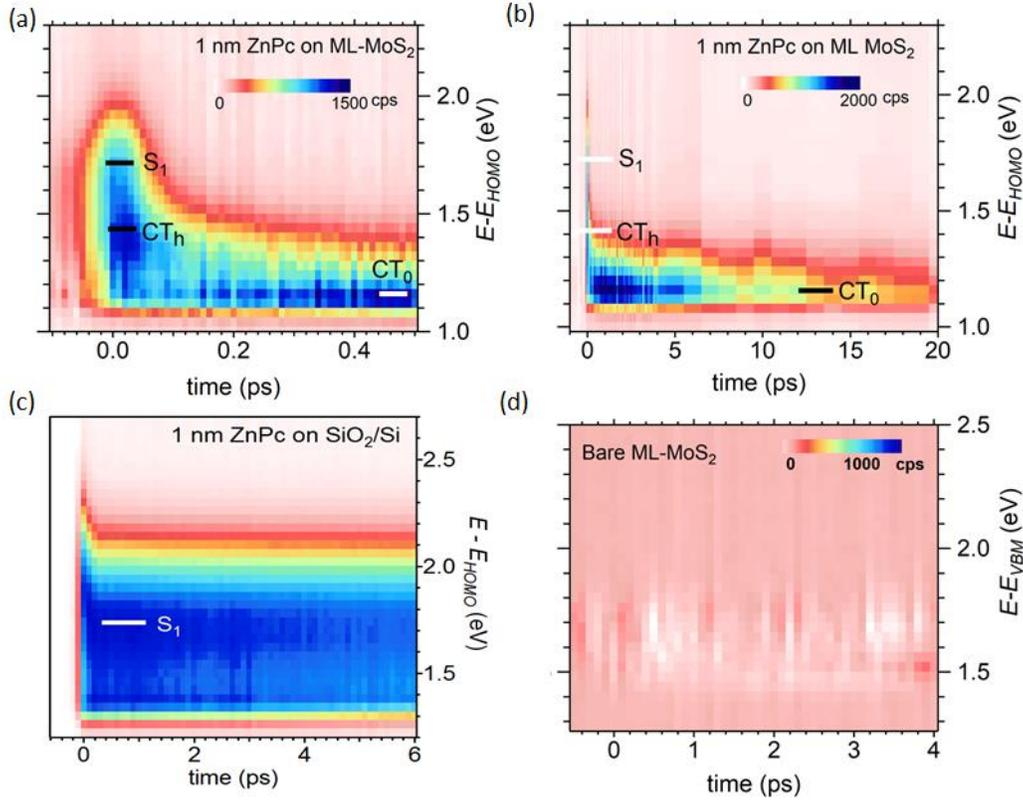 (a)
1 nm ZnPc on ML-MoS2
0 1500 cps
S1
CTh
CT0
2.0
1.5
1.0
E-EHOMO (eV)
0.0 0.2 0.4
time (ps)
(b)
1 nm ZnPc on ML MoS2
0 2000 cps
S1
CTh
CT0
2.0
1.5
1.0
E-EHOMO (eV)
0 5 10 15 20
time (ps)
(c)
1 nm ZnPc on SiO2/Si
S1
2.5
2.0
1.5
E - EHOMO (eV)
0 2 4 6
time (ps)
(d)
Bare ML-MoS2
0 1000 cps
2.5
2.0
1.5
E-EVBM (eV)
0 1 2 3 4
time (ps)